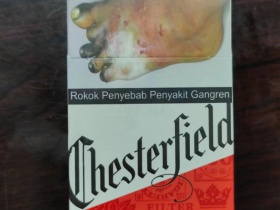 Rokok Penyebab Penyakit Gangren
Chesterfield
FILTER